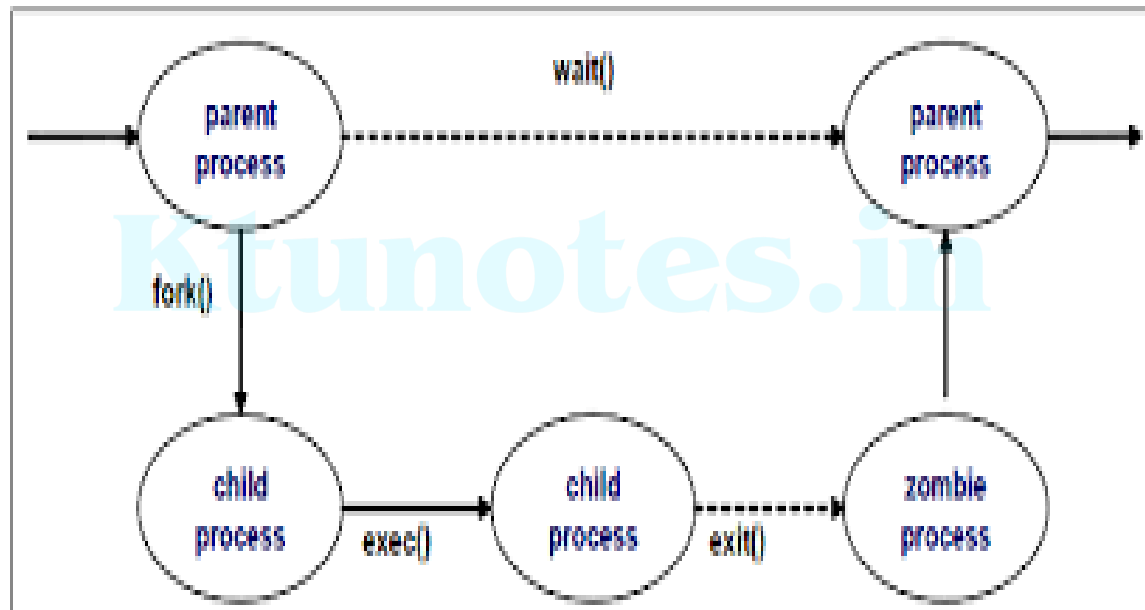 wait()
parent
process
parent
process
Ktunotes.in
fork()
child
process
child
process
zombie
process
exec()
exit()